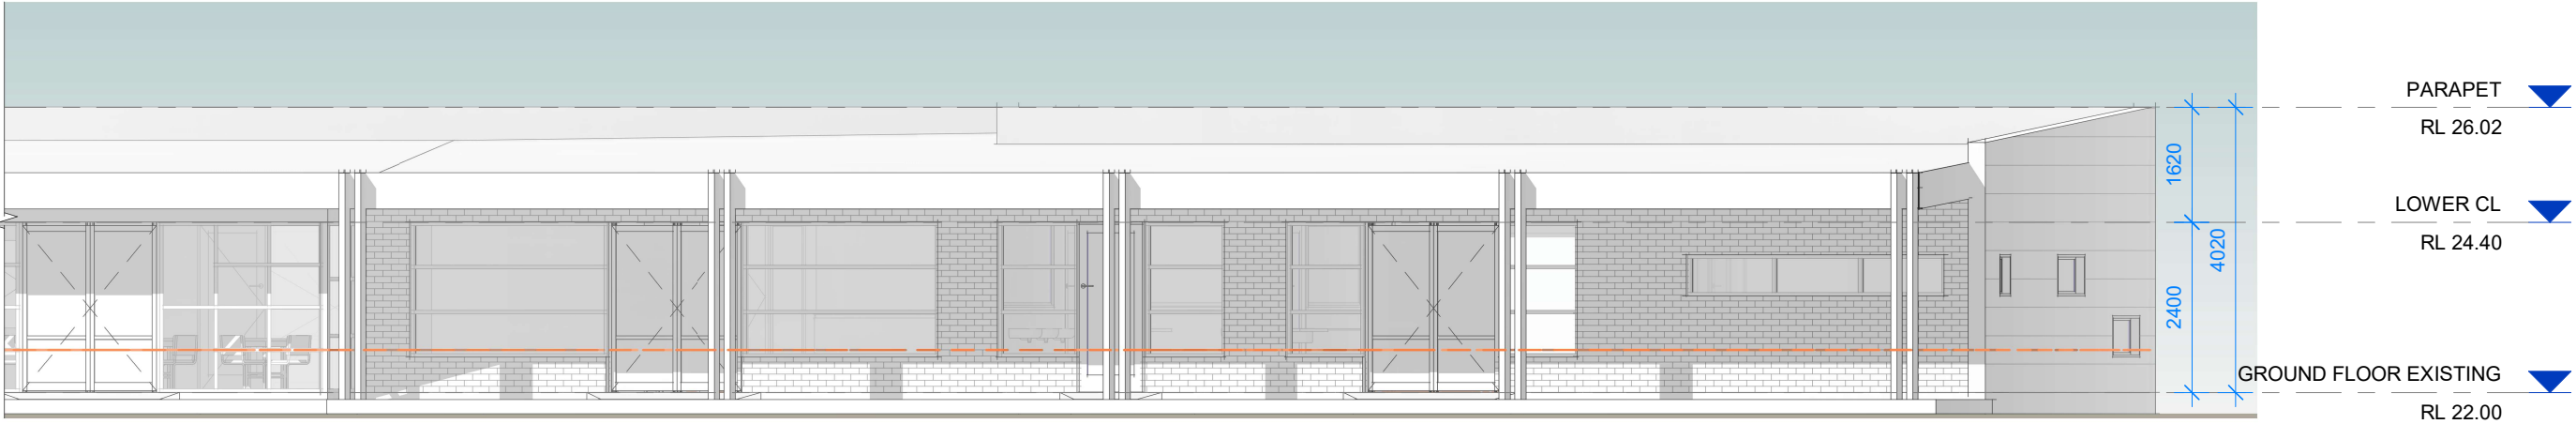 PARAPET
RL 26.02
1620
LOWER CL
RL 24.40
4020
2400
GROUND FLOOR EXISTING
RL 22.00